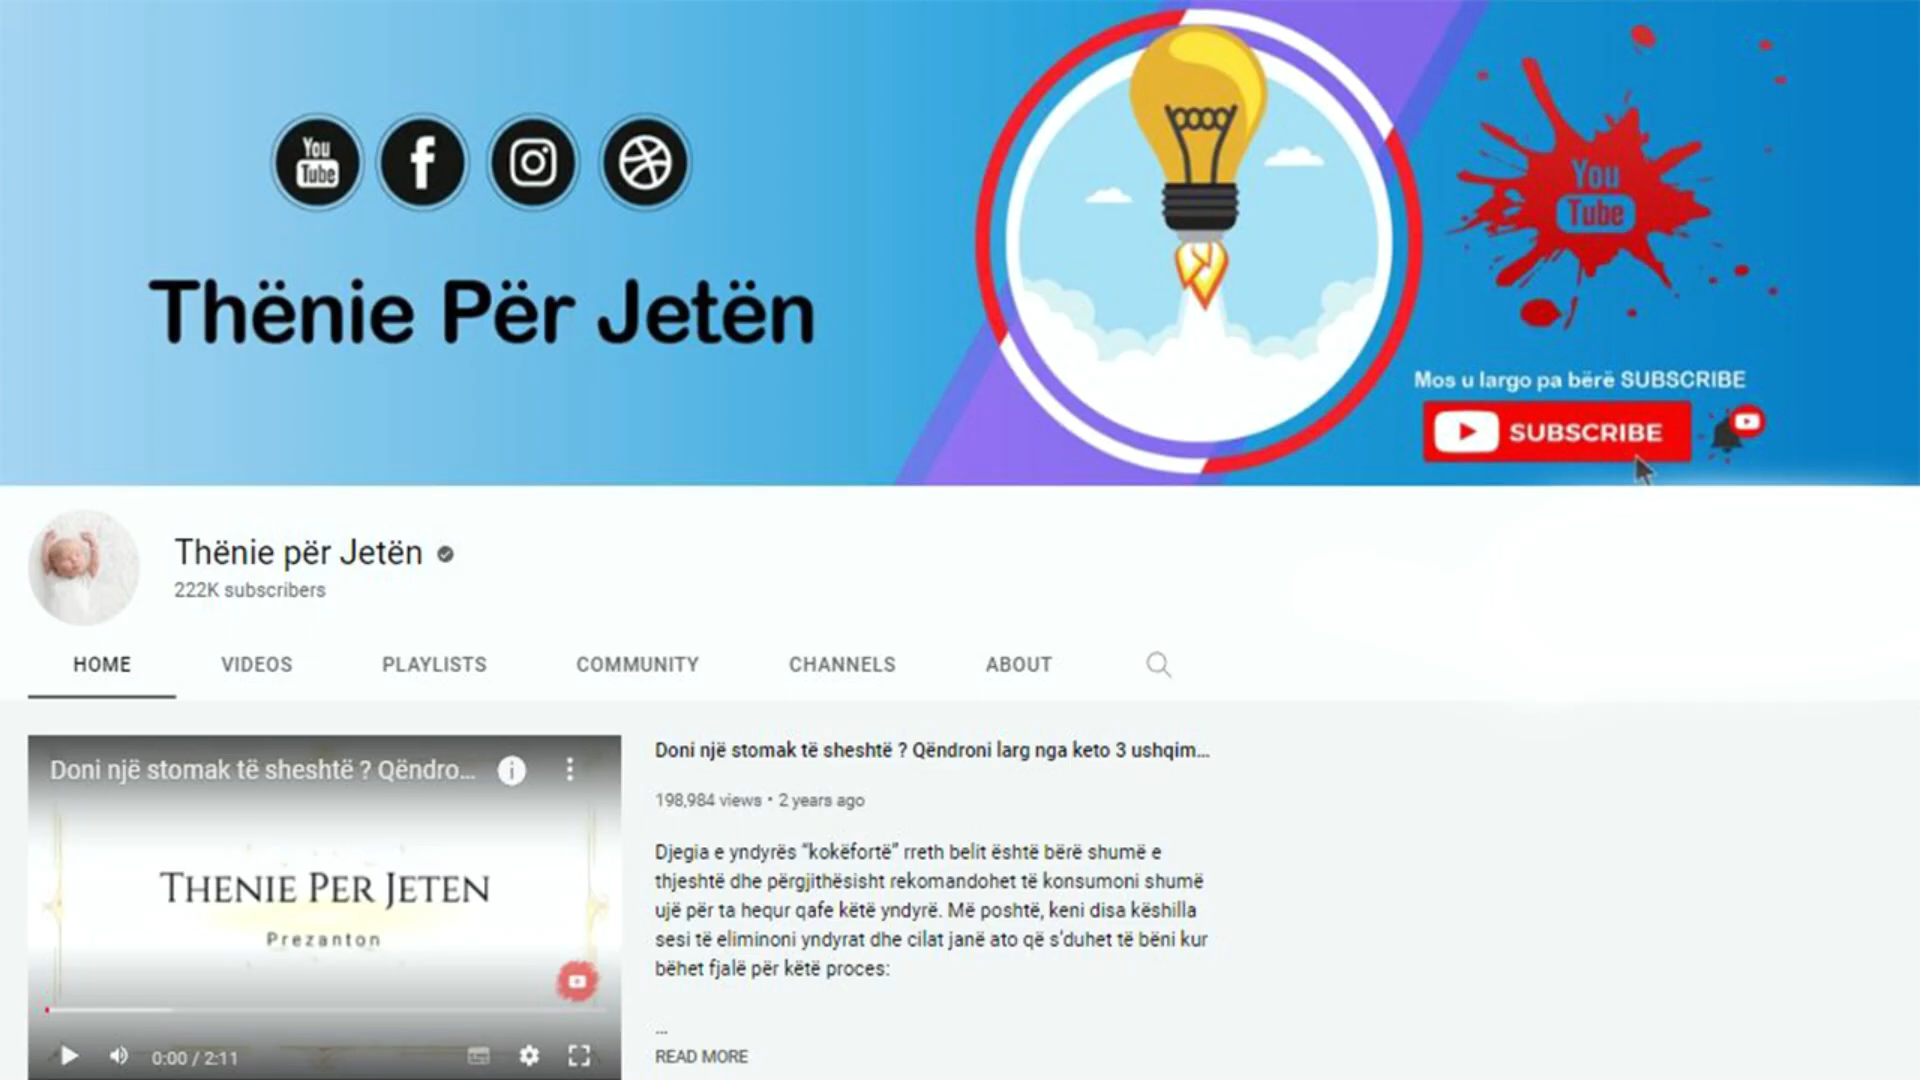 You
Tube
Thënie Për Jetën
You
Tube
Mos u largo pa bërë SUBSCRIBE
SUBSCRIBE
Thënie për Jetën
222K subscribers
HOME
VIDEOS
PLAYLISTS
COMMUNITY
CHANNELS
ABOUT
Doni një stomak të sheshtë ? Qëndro...
THENIE PER JETEN
Prezanton
0:00 / 2:11
Doni një stomak të sheshtë ? Qëndroni larg nga keto 3 ushqim...
198,984 views • 2 years ago
Djegia e yndyrës “kokëfortë” rreth belit është bërë shumë e
thjeshtë dhe përgjithësisht rekomandohet të konsumoni shumë
ujë për ta hequr qafe këtë yndyrë. Më poshtë, keni disa këshilla
sesi të eliminoni yndyrat dhe cilat janë ato që s'duhet të bëni kur
bëhet fjalë për këtë proces:
...
READ MORE